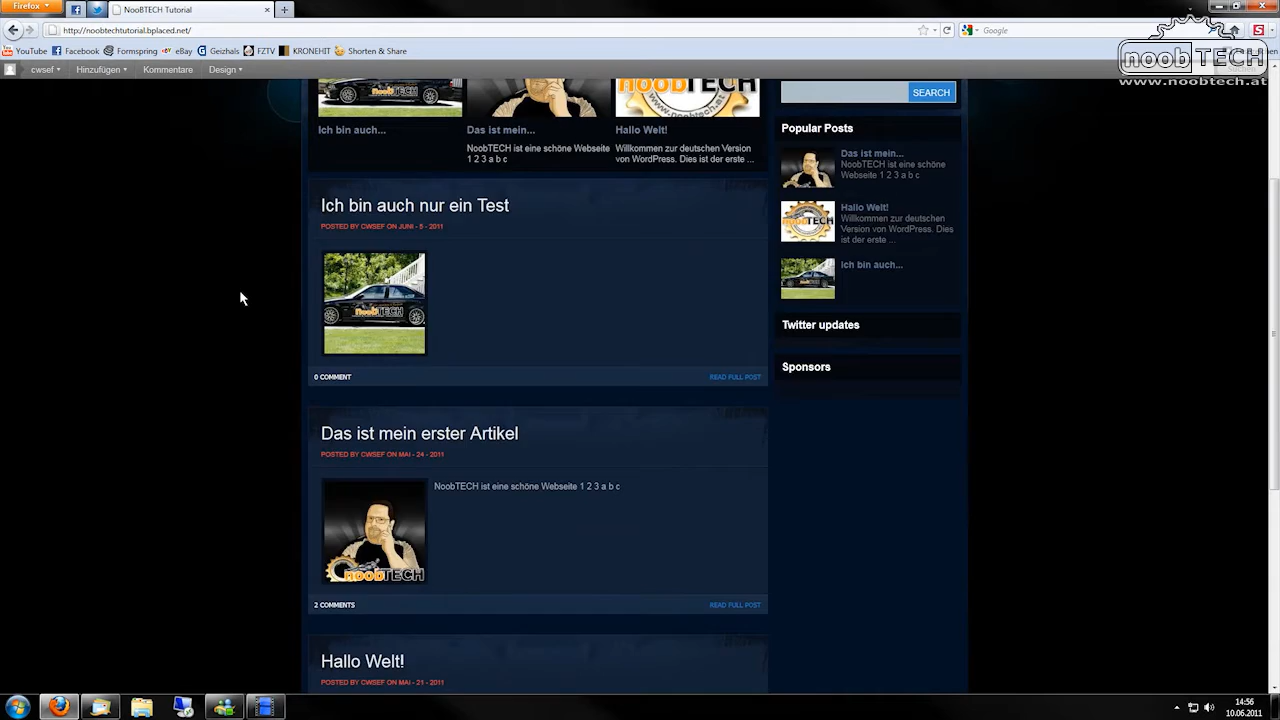 Firefox
NooBTECH Tutorial
http://noobtechtutorial.bplaced.net/
Google
YouTube
Facebook
Formspring
eBay
Geizhals
FZTV
KRONEHIT
Shorten & Share
noobTECH
www.noobtech.at
cwsef
Hinzufügen
Kommentare
Design
SEARCH
Ich bin auch...
Das ist mein...
NoobTECH ist eine schöne Webseite
1 2 3 a b c
Hallo Welt!
Willkommen zur deutschen Version
von WordPress. Dies ist der erste ...
Popular Posts
Das ist mein...
NoobTECH ist eine schöne
Webseite 1 2 3 a b c
Hallo Welt!
Willkommen zur deutschen
Version von WordPress. Dies
ist der erste ...
Ich bin auch...
Twitter updates
Sponsors
Ich bin auch nur ein Test
POSTED BY CWSEF ON JUNI - 5 - 2011
0 COMMENT
READ FULL POST
Das ist mein erster Artikel
POSTED BY CWSEF ON MAI - 24 - 2011
NoobTECH ist eine schöne Webseite 1 2 3 a b c
noobTECH
2 COMMENTS
READ FULL POST
Hallo Welt!
POSTED BY CWSEF ON MAI - 21 - 2011
14:56
10.06.2011